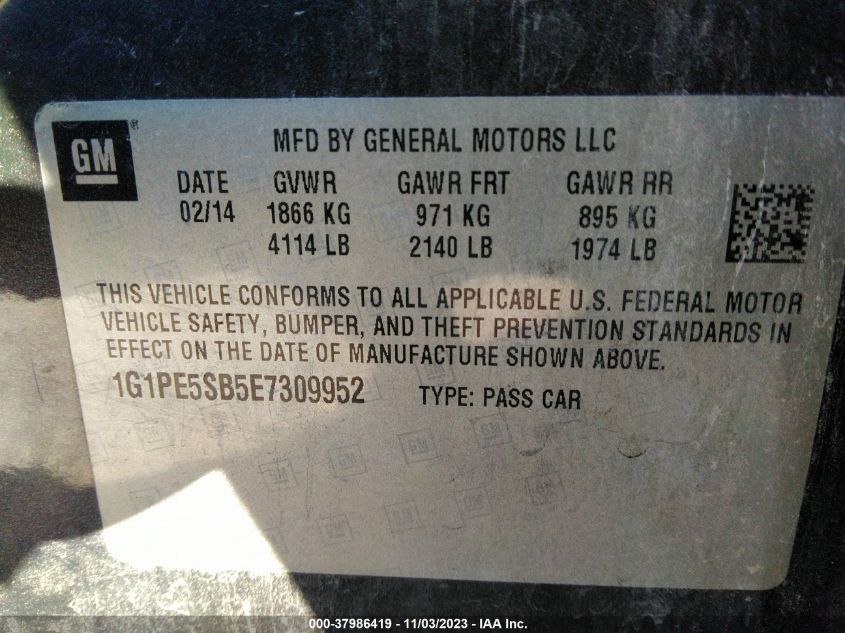 GM
MFD BY GENERAL MOTORS LLC
DATE GVWR GAWR FRT GAWR RR
02/14 1866 KG 971 KG 895 KG
4114 LB 2140 LB 1974 LB
THIS VEHICLE CONFORMS TO ALL APPLICABLE U.S. FEDERAL MOTOR
VEHICLE SAFETY, BUMPER, AND THEFT PREVENTION STANDARDS IN
EFFECT ON THE DATE OF MANUFACTURE SHOWN ABOVE.
1G1PE5SB5E7309952 TYPE: PASS CAR
000-37986419 - 11/03/2023 - IAA Inc.